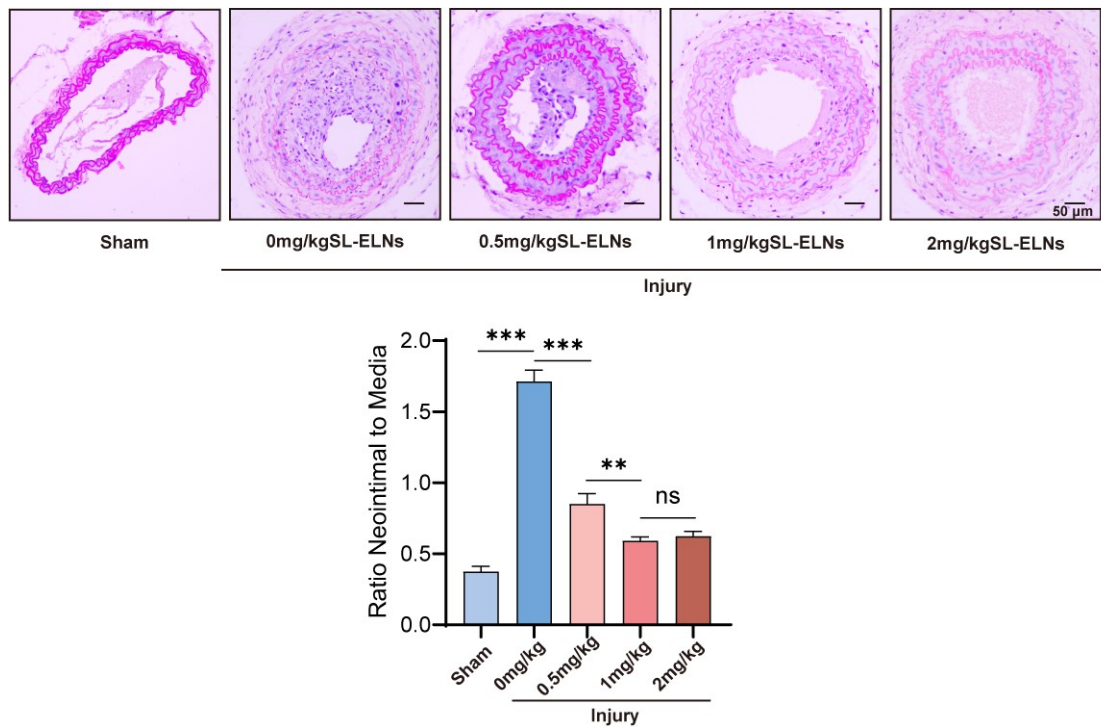 50 μm
Sham
0mg/kgSL-ELNs
0.5mg/kgSL-ELNs
1mg/kgSL-ELNs
2mg/kgSL-ELNs
Injury
Ratio Neointimal to Media
2.0
1.5
1.0
0.5
0.0
***
***
**
ns
Sham
0mg/kg
0.5mg/kg
1mg/kg
2mg/kg
Injury